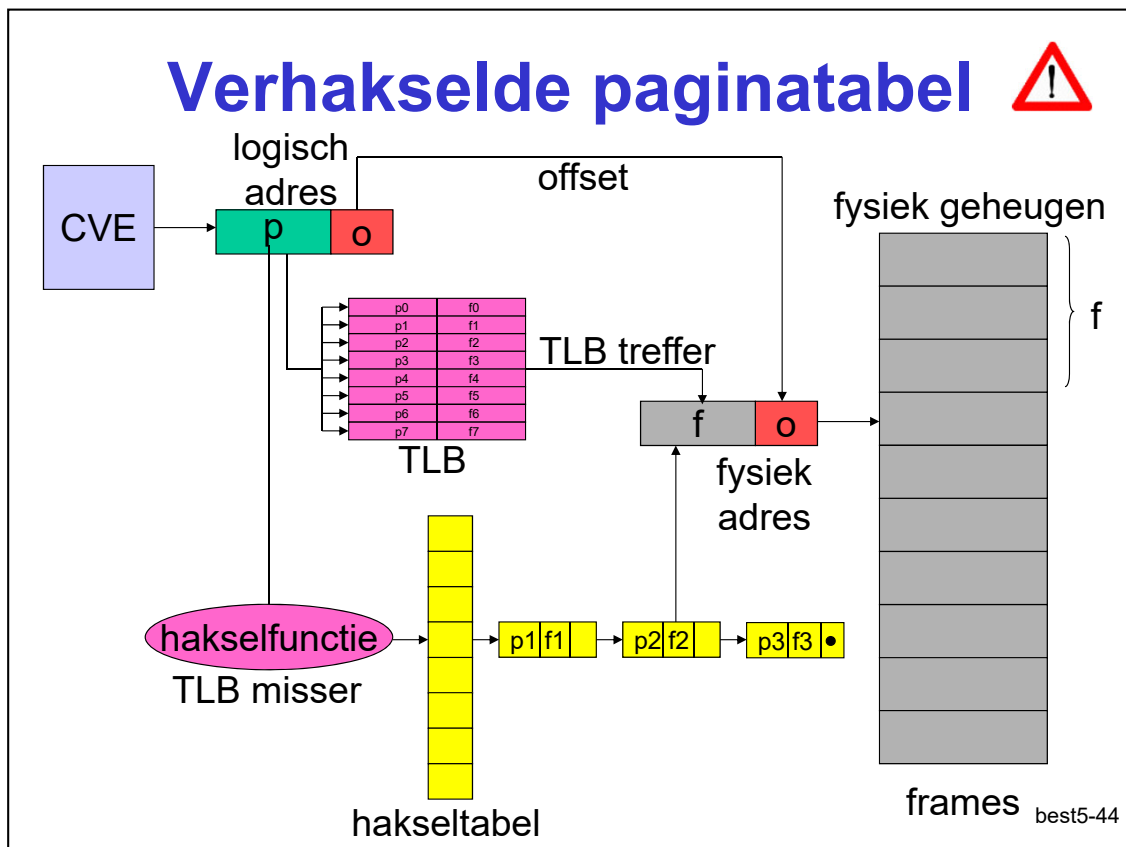 Verhakselde paginatabel
logisch
adres
offset
CVE
p
o
fysiek geheugen
f
p0 f0
p1 f1
p2 f2
p3 f3
p4 f4
p5 f5
p6 f6
p7 f7
TLB
TLB treffer
f
o
fysiek
adres
hakselfunctie
TLB misser
p1 f1
p2 f2
p3 f3
hakseltabel
frames
best5-44